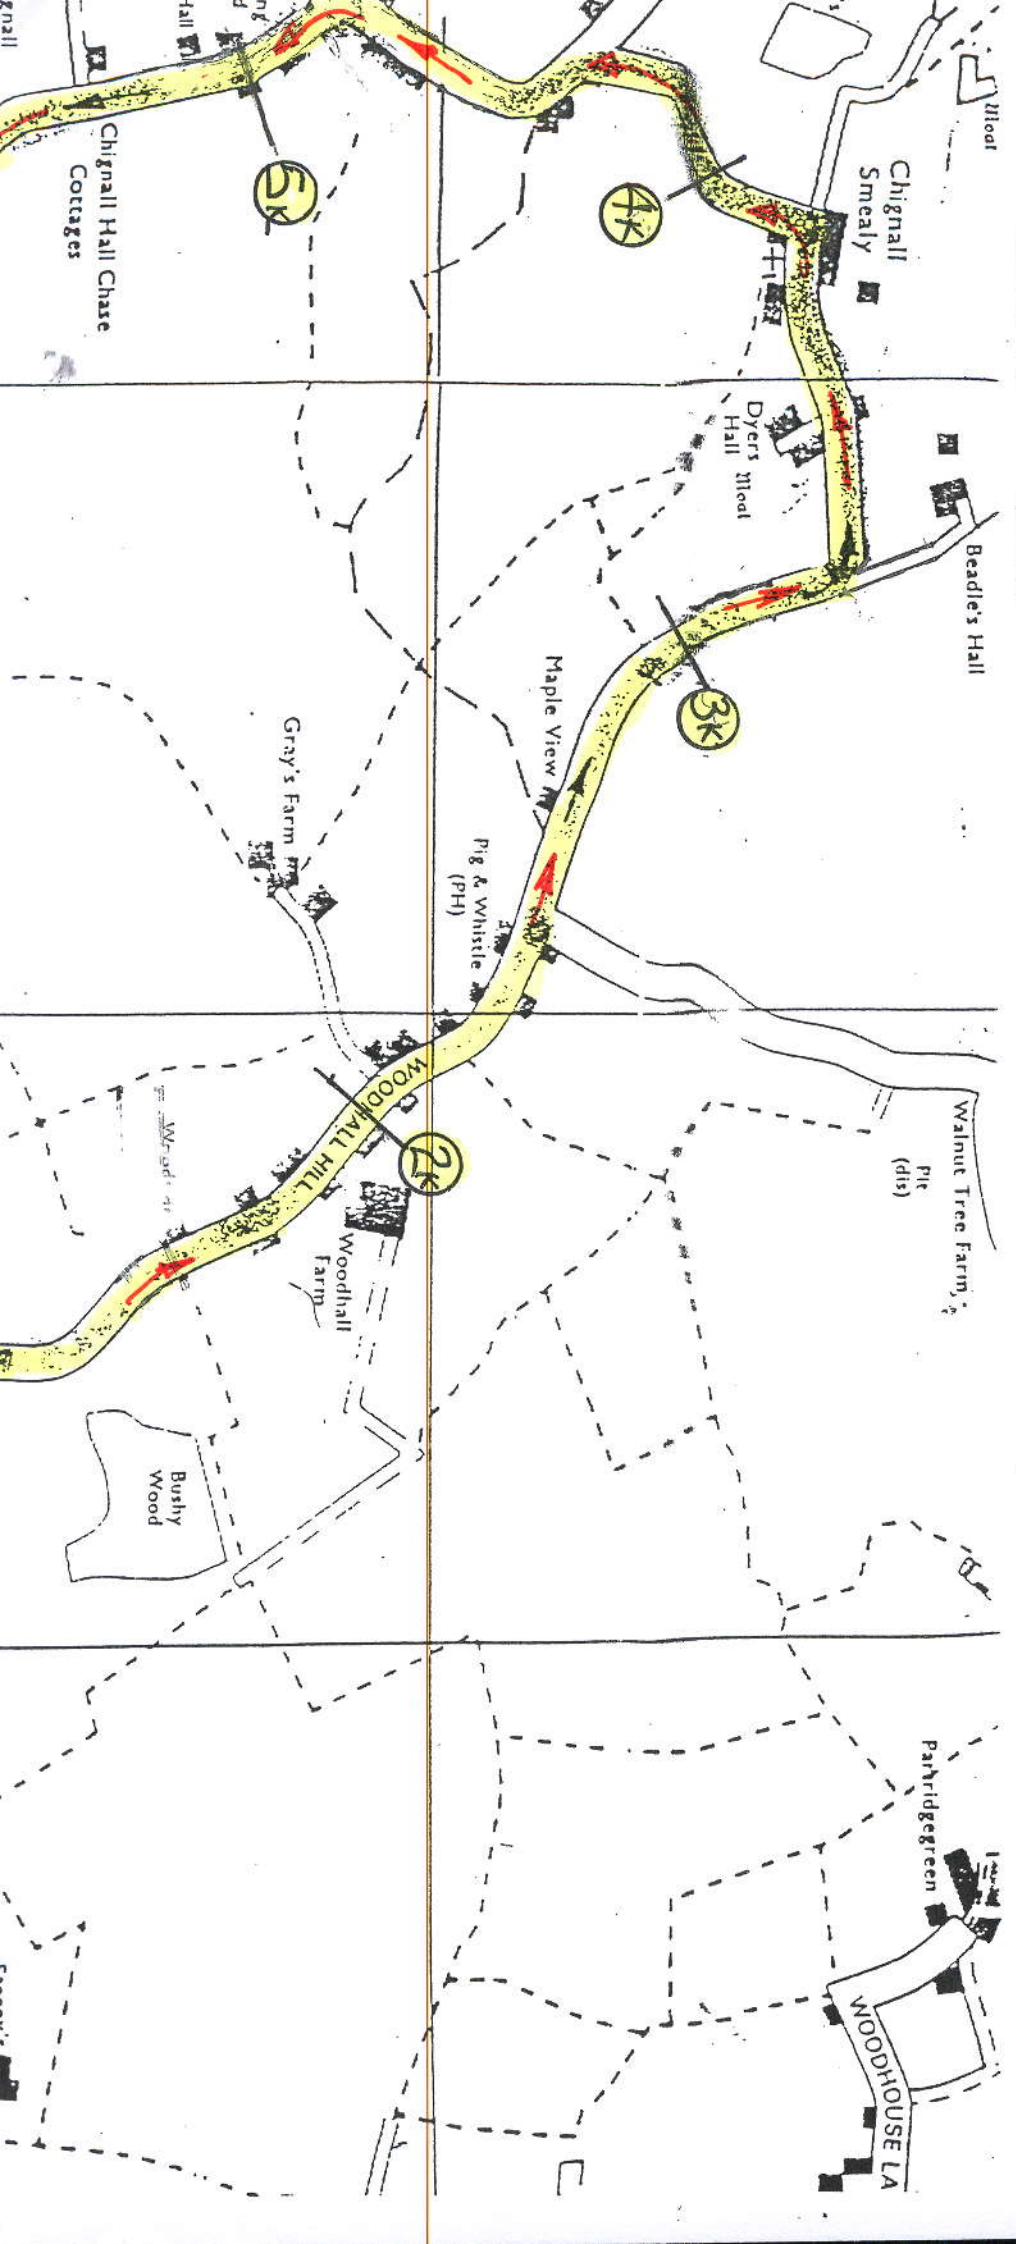 Moat
Chignall
Smealy
4K
5K
Chignall Hall Chase
Cottages
Dyers
Hall
Moat
Beadle's Hall
3K
Maple View
Gray's Farm
Pig & Whistle
(PH)
WOODHALL HILL
2K
Woodhall
Farm
Walnut Tree Farm
Pit
(dis)
Bushy
Wood
Partridgegreen
WOODHOUSE LA